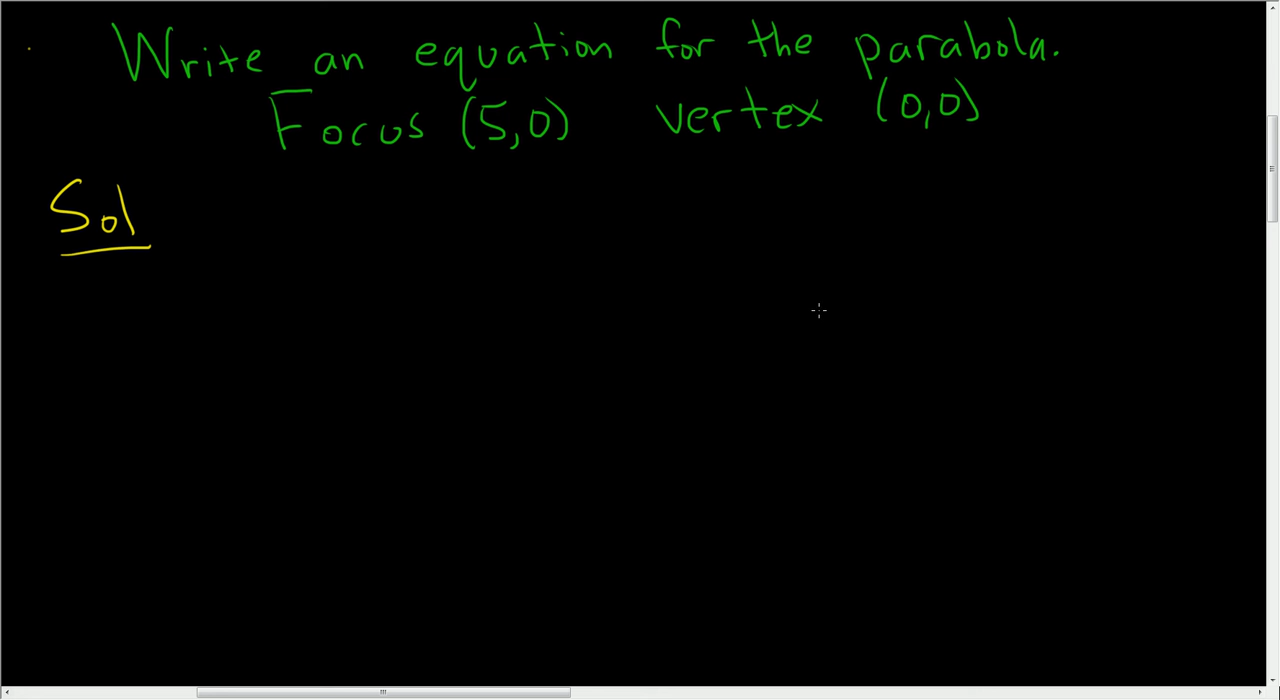 Write an equation for the parabola.
Focus (5,0) vertex (0,0)
Sol